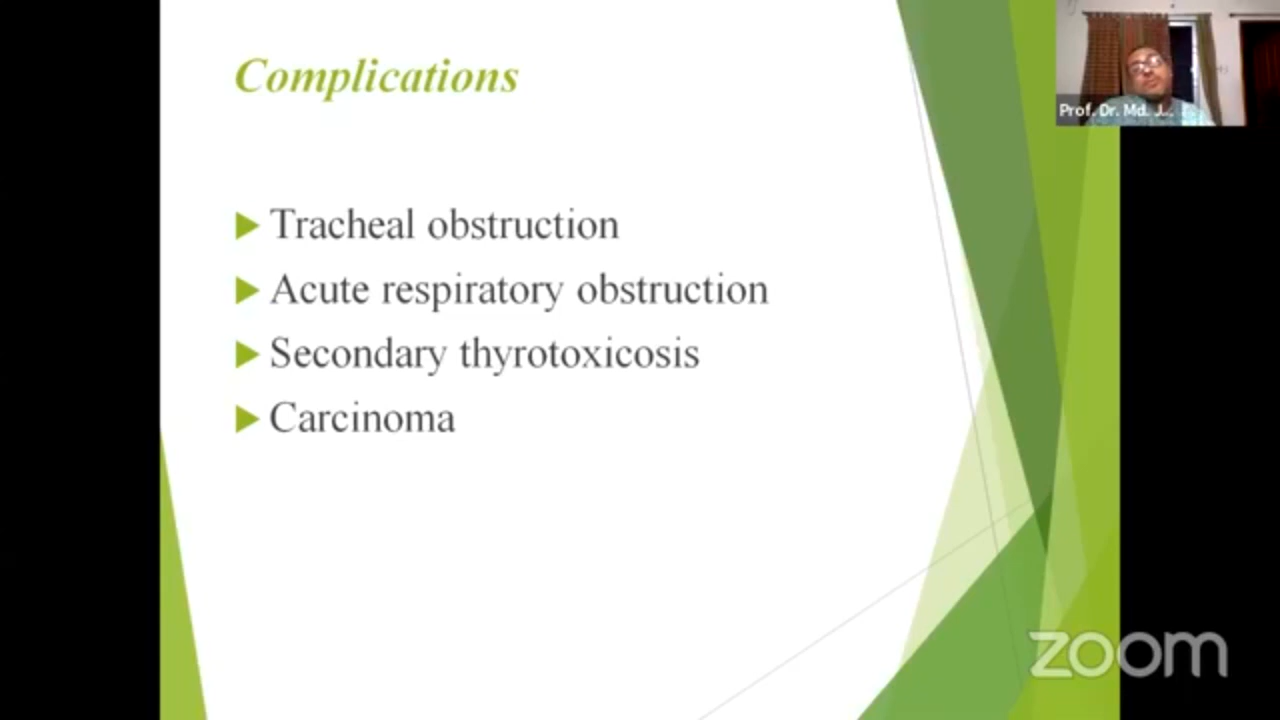 Complications
Prof. Dr. Md. J...
Tracheal obstruction
Acute respiratory obstruction
Secondary thyrotoxicosis
Carcinoma
zoom